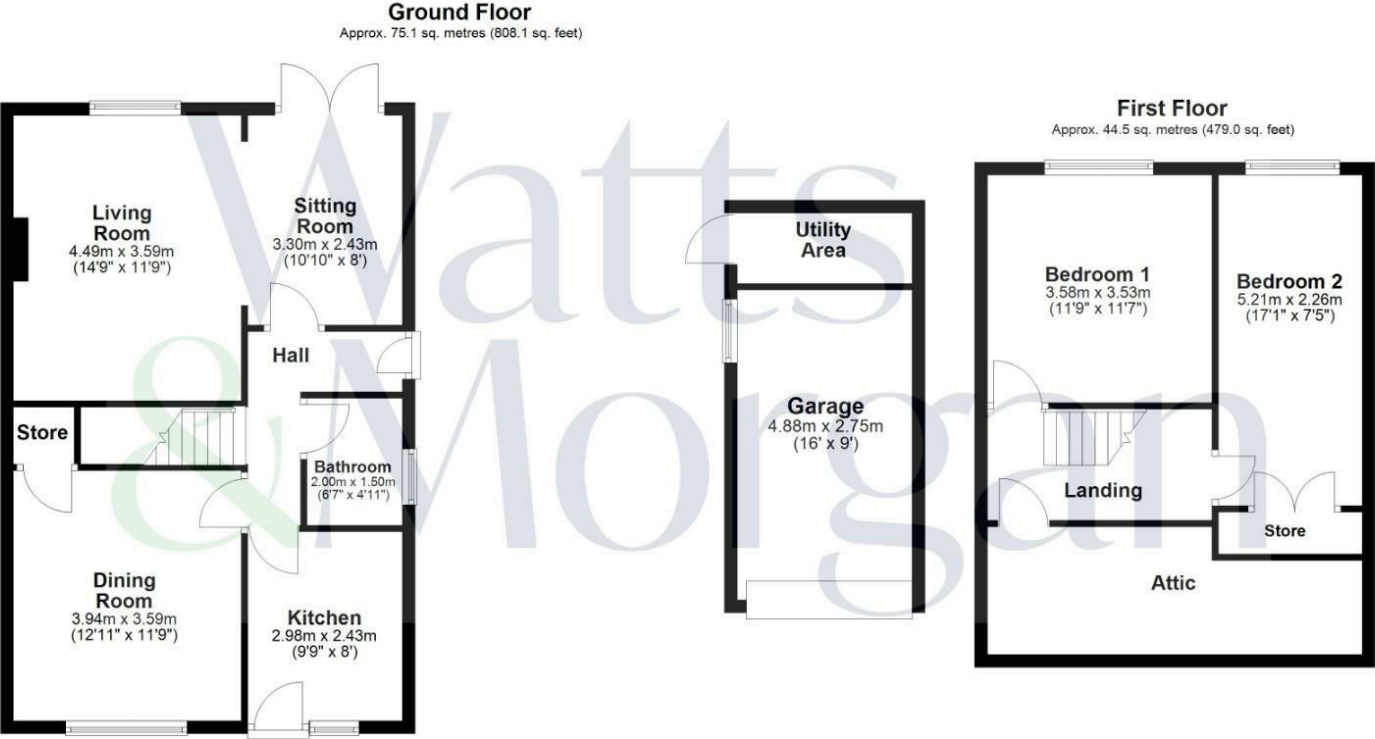 Ground Floor
Approx. 75.1 sq. metres (808.1 sq. feet)
Living
Room
4.49m x 3.59m
(14'9" x 11'9")
Sitting
Room
3.30m x 2.43m
(10'10" x 8')
Hall
Store
Bathroom
2.00m x 1.50m
(6'7" x 4'11")
Dining
Room
3.94m x 3.59m
(12'11" x 11'9")
Kitchen
2.98m x 2.43m
(9'9" x 8')
Utility
Area
Garage
4.88m x 2.75m
(16' x 9')
First Floor
Approx. 44.5 sq. metres (479.0 sq. feet)
Bedroom 1
3.58m x 3.53m
(11'9" x 11'7")
Bedroom 2
5.21m x 2.26m
(17'1" x 7'5")
Landing
Store
Attic
Watts
&Morgan